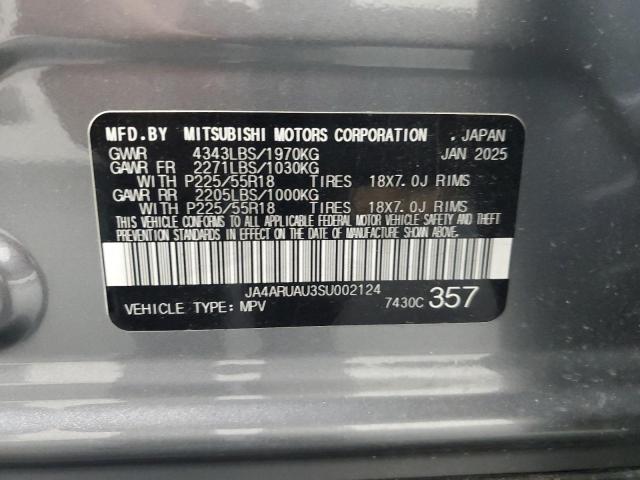 MFD.BY MITSUBISHI MOTORS CORPORATION . JAPAN
GVWR 4343LBS/1970KG JAN 2025
GAWR FR 2271LBS/1030KG
WITH P225/55R18 TIRES 18X7.0J RIMS
GAWR RR 2205LBS/1000KG
WITH P225/55R18 TIRES 18X7.0J RIMS
THIS VEHICLE CONFORMS TO ALL APPLICABLE FEDERAL MOTOR VEHICLE SAFETY AND THEFT
PREVENTION STANDARDS IN EFFECT ON THE DATE OF MANUFACTURE SHOWN ABOVE.
JA4ARUAU3SU002124
VEHICLE TYPE:MPV 7430C 357